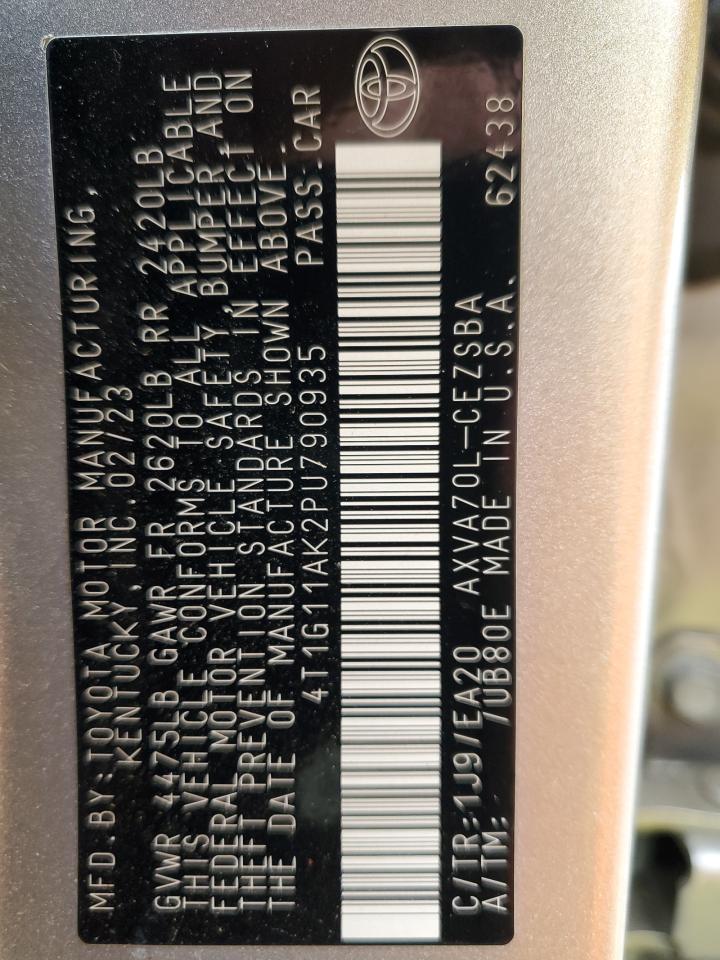 MFD.BY:TOYOTA MOTOR MANUFACTURING,
KENTUCKY, INC.02/23
GVWR 4475LB GAWR FR 2620LB RR 2420LB
THIS VEHICLE CONFORMS TO ALL APPLICABLE
FEDERAL MOTOR VEHICLE SAFETY, BUMPER AND
THEFT PREVENTION STANDARDS IN EFFECT ON
THE DATE OF MANUFACTURE SHOWN ABOVE.
4T1G11AK2PU790935 PASS.CAR
C/TR:1J9/EA20 AXVA70L-CEZSBA
A/TM: -/UB80E MADE IN U.S.A. 62438